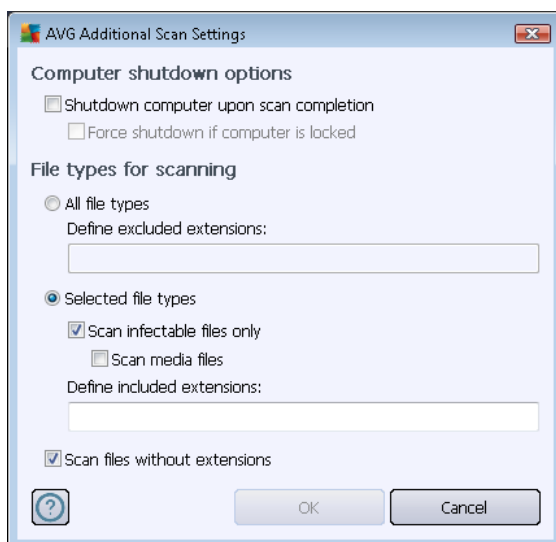 AVG Additional Scan Settings
Computer shutdown options
Shutdown computer upon scan completion
Force shutdown if computer is locked
File types for scanning
All file types
Define excluded extensions:
Selected file types
Scan infectable files only
Scan media files
Define included extensions:
Scan files without extensions
? OK Cancel